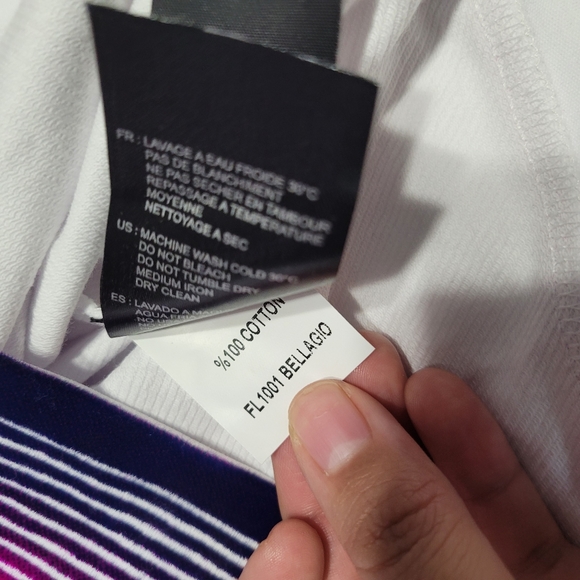 FR : LAVAGE A EAU FROIDE 30°C
PAS DE BLANCHIMENT
NE PAS SECHER EN TAMBOUR
REPASSAGE A TEMPERATURE
MOYENNE
NETTOYAGE A SEC
US : MACHINE WASH COLD 30°C
DO NOT BLEACH
DO NOT TUMBLE DRY
MEDIUM IRON
DRY CLEAN
ES : LAVADO A
AGUA
%100 COTTON
FL1001 BELLAGIO